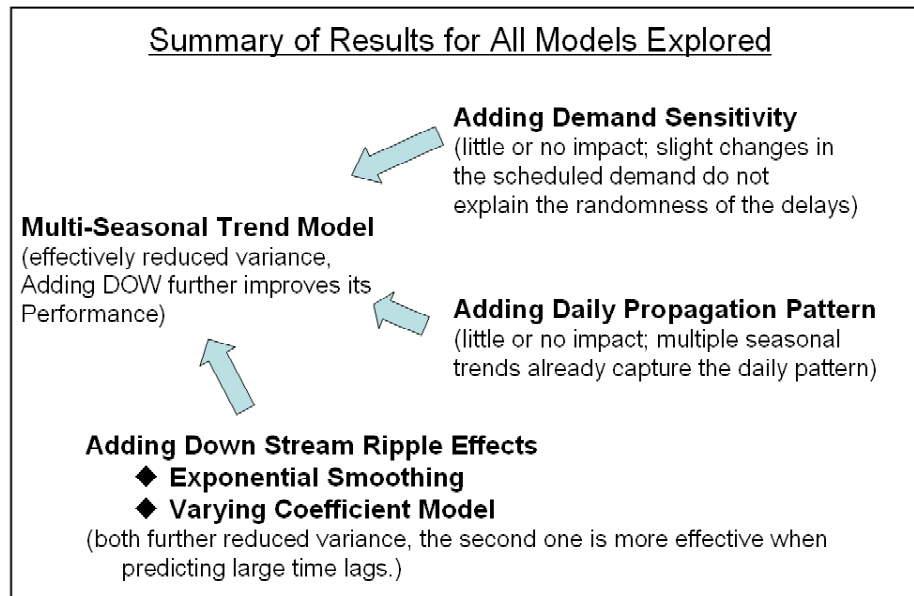 Summary of Results for All Models Explored
Adding Demand Sensitivity
(little or no impact; slight changes in
the scheduled demand do not
explain the randomness of the delays)
Multi-Seasonal Trend Model
(effectively reduced variance,
Adding DOW further improves its
Performance)
Adding Daily Propagation Pattern
(little or no impact; multiple seasonal
trends already capture the daily pattern)
Adding Down Stream Ripple Effects
◆ Exponential Smoothing
◆ Varying Coefficient Model
(both further reduced variance, the second one is more effective when
predicting large time lags.)